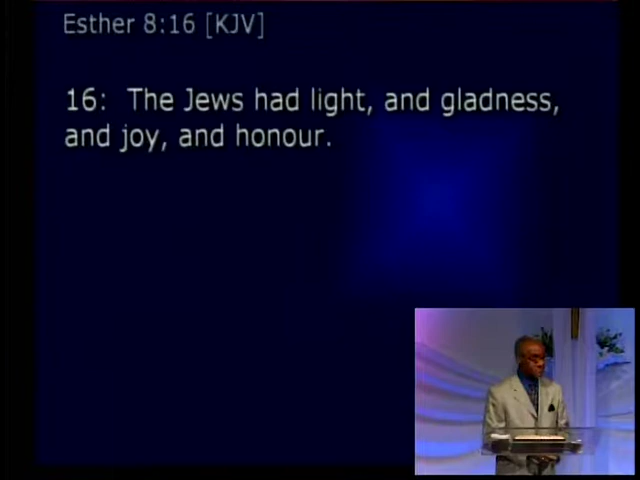 Esther 8:16 [KJV]
16: The Jews had light, and gladness,
and joy, and honour.